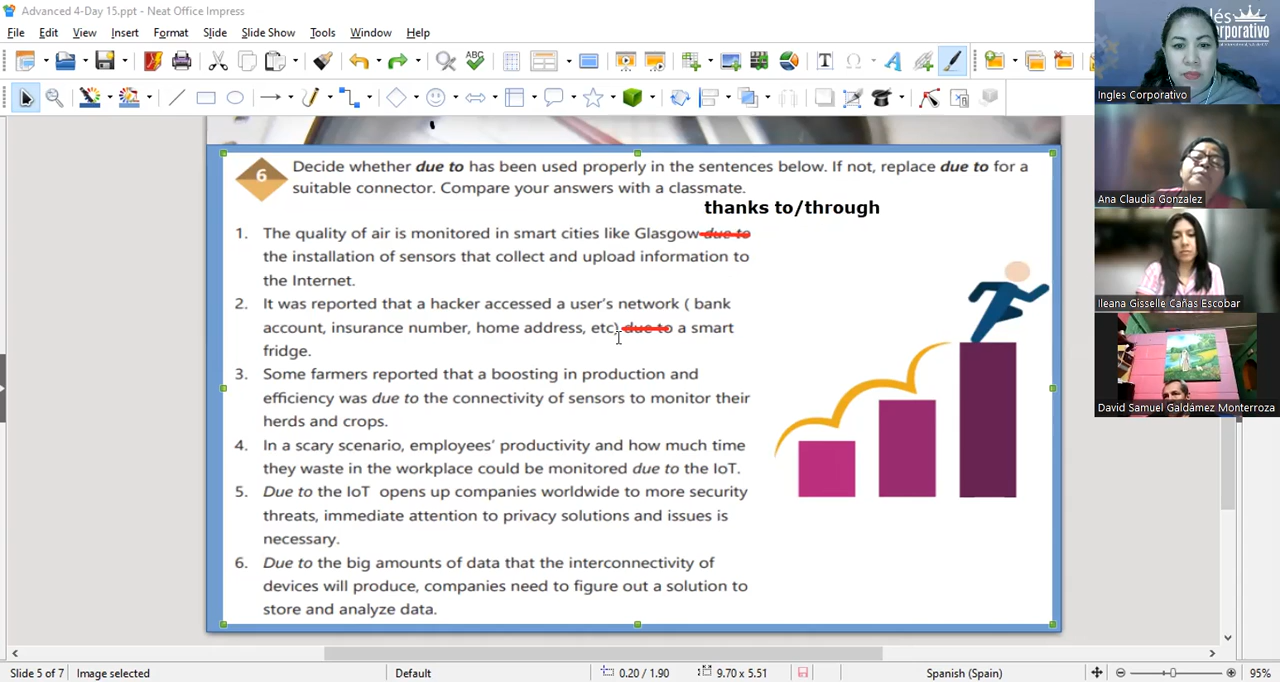 Advanced 4-Day 15.ppt - Neat Office Impress
File Edit View Insert Format Slide Slide Show Tools Window Help
Ingles Corporativo
Ana Claudia Gonzalez
Ileana Gisselle Cañas Escobar
David Samuel Galdámez Monterroza
6 Decide whether due to has been used properly in the sentences below. If not, replace due to for a
suitable connector. Compare your answers with a classmate.
thanks to/through
1. The quality of air is monitored in smart cities like Glasgow due to
the installation of sensors that collect and upload information to
the Internet.
2. It was reported that a hacker accessed a user's network ( bank
account, insurance number, home address, etc) due to a smart
fridge.
3. Some farmers reported that a boosting in production and
efficiency was due to the connectivity of sensors to monitor their
herds and crops.
4. In a scary scenario, employees' productivity and how much time
they waste in the workplace could be monitored due to the IoT.
5. Due to the IoT opens up companies worldwide to more security
threats, immediate attention to privacy solutions and issues is
necessary.
6. Due to the big amounts of data that the interconnectivity of
devices will produce, companies need to figure out a solution to
store and analyze data.
Slide 5 of 7 Image selected Default 0.20 / 1.90 9.70 x 5.51 Spanish (Spain) 95%